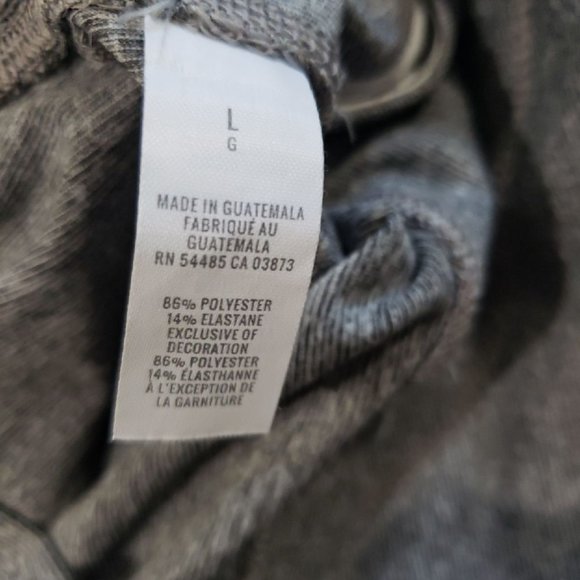 L
G
MADE IN GUATEMALA
FABRIQUÉ AU
GUATEMALA
RN 54485 CA 03873
86% POLYESTER
14% ELASTANE
EXCLUSIVE OF
DECORATION
86% POLYESTER
14% ÉLASTHANNE
À L'EXCEPTION DE
LA GARNITURE